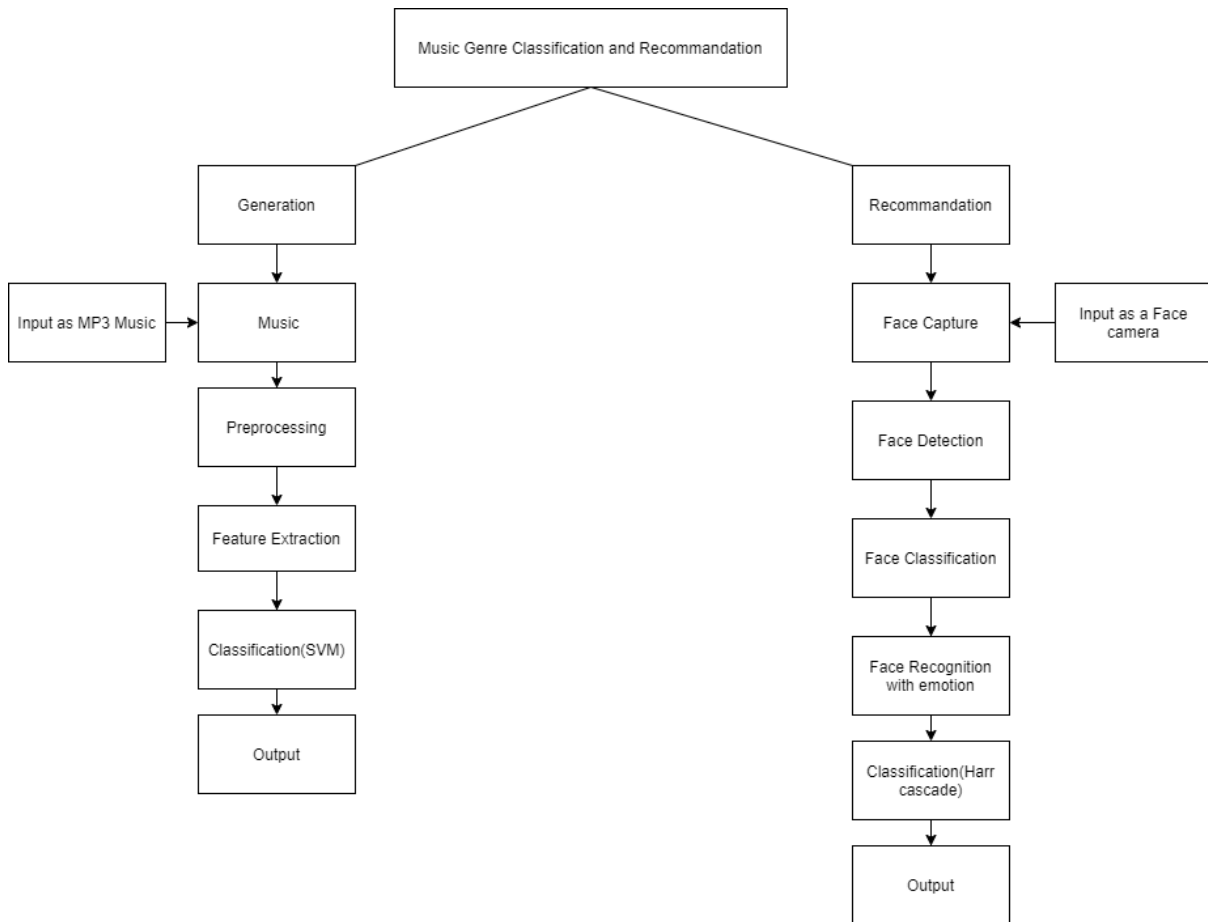 Music Genre Classification and Recommandation
Generation
Recommandation
Input as MP3 Music
Music
Face Capture
Input as a Face
camera
Preprocessing
Face Detection
Feature Extraction
Face Classification
Classification(SVM)
Face Recognition
with emotion
Output
Classification(Harr
cascade)
Output